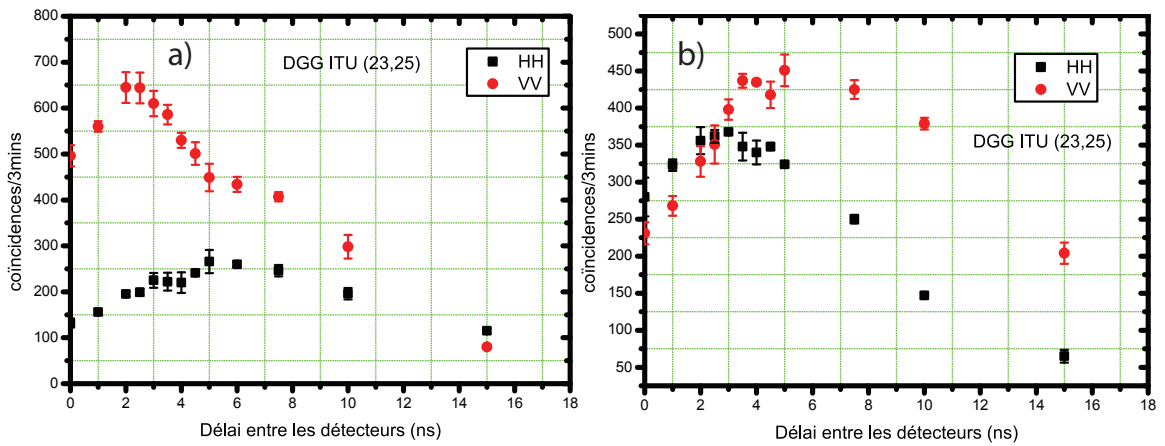 a)
DGG ITU (23,25)
HH
VV
coïncidences/3mins
800
700
600
500
400
300
200
100
0
0 2 4 6 8 10 12 14 16 18
Délai entre les détecteurs (ns)
b)
HH
VV
DGG ITU (23,25)
coïncidences/3mins
500
450
400
350
300
250
200
150
100
50
0 2 4 6 8 10 12 14 16 18
Délai entre les détecteurs (ns)